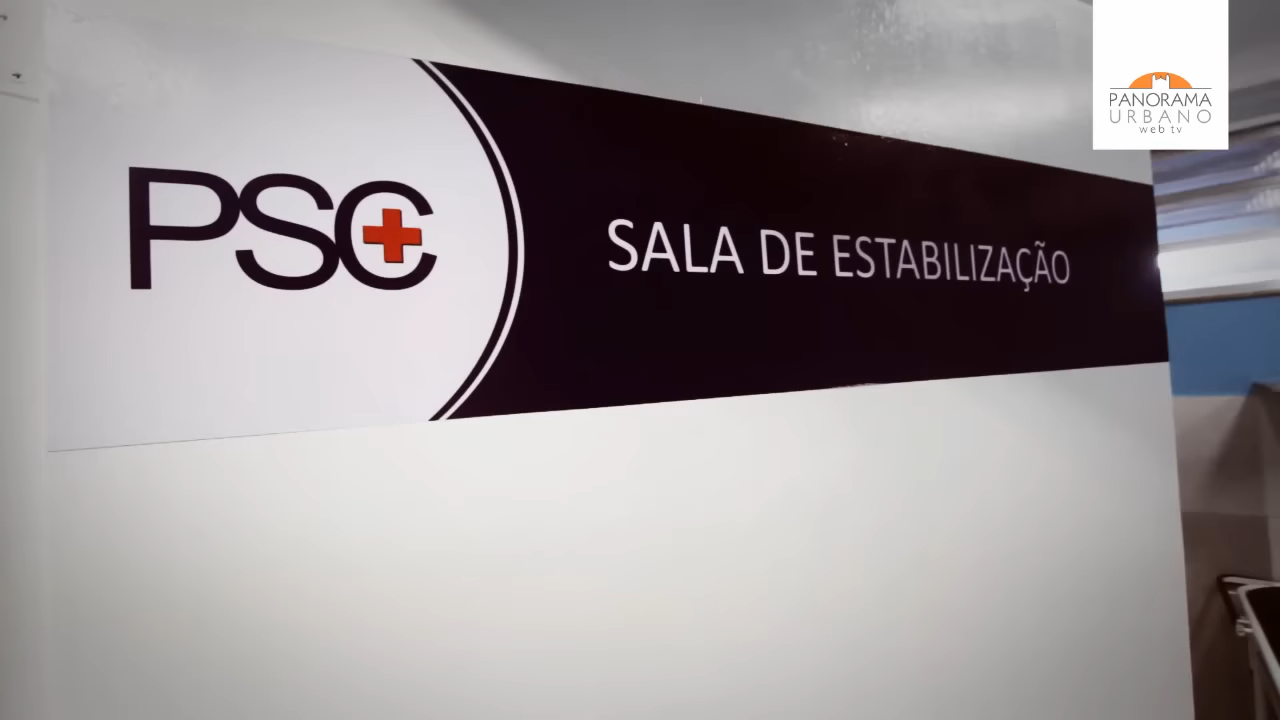 PSC
SALA DE ESTABILIZAÇÃO
PANORAMA
URBANO
web tv